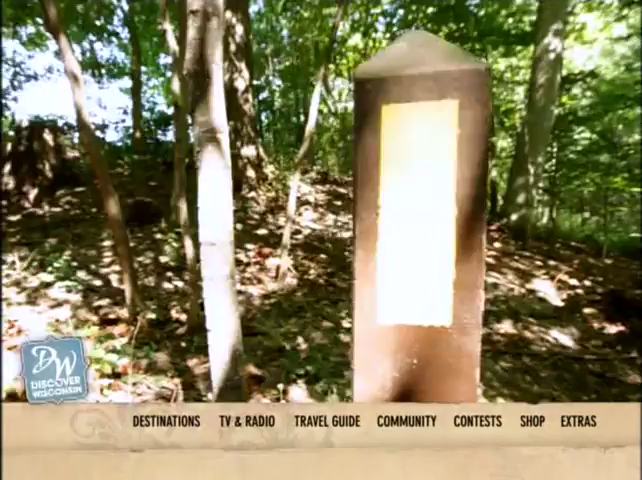 DW
DISCOVER
WISCONSIN
DESTINATIONS TV & RADIO TRAVEL GUIDE COMMUNITY CONTESTS SHOP EXTRAS